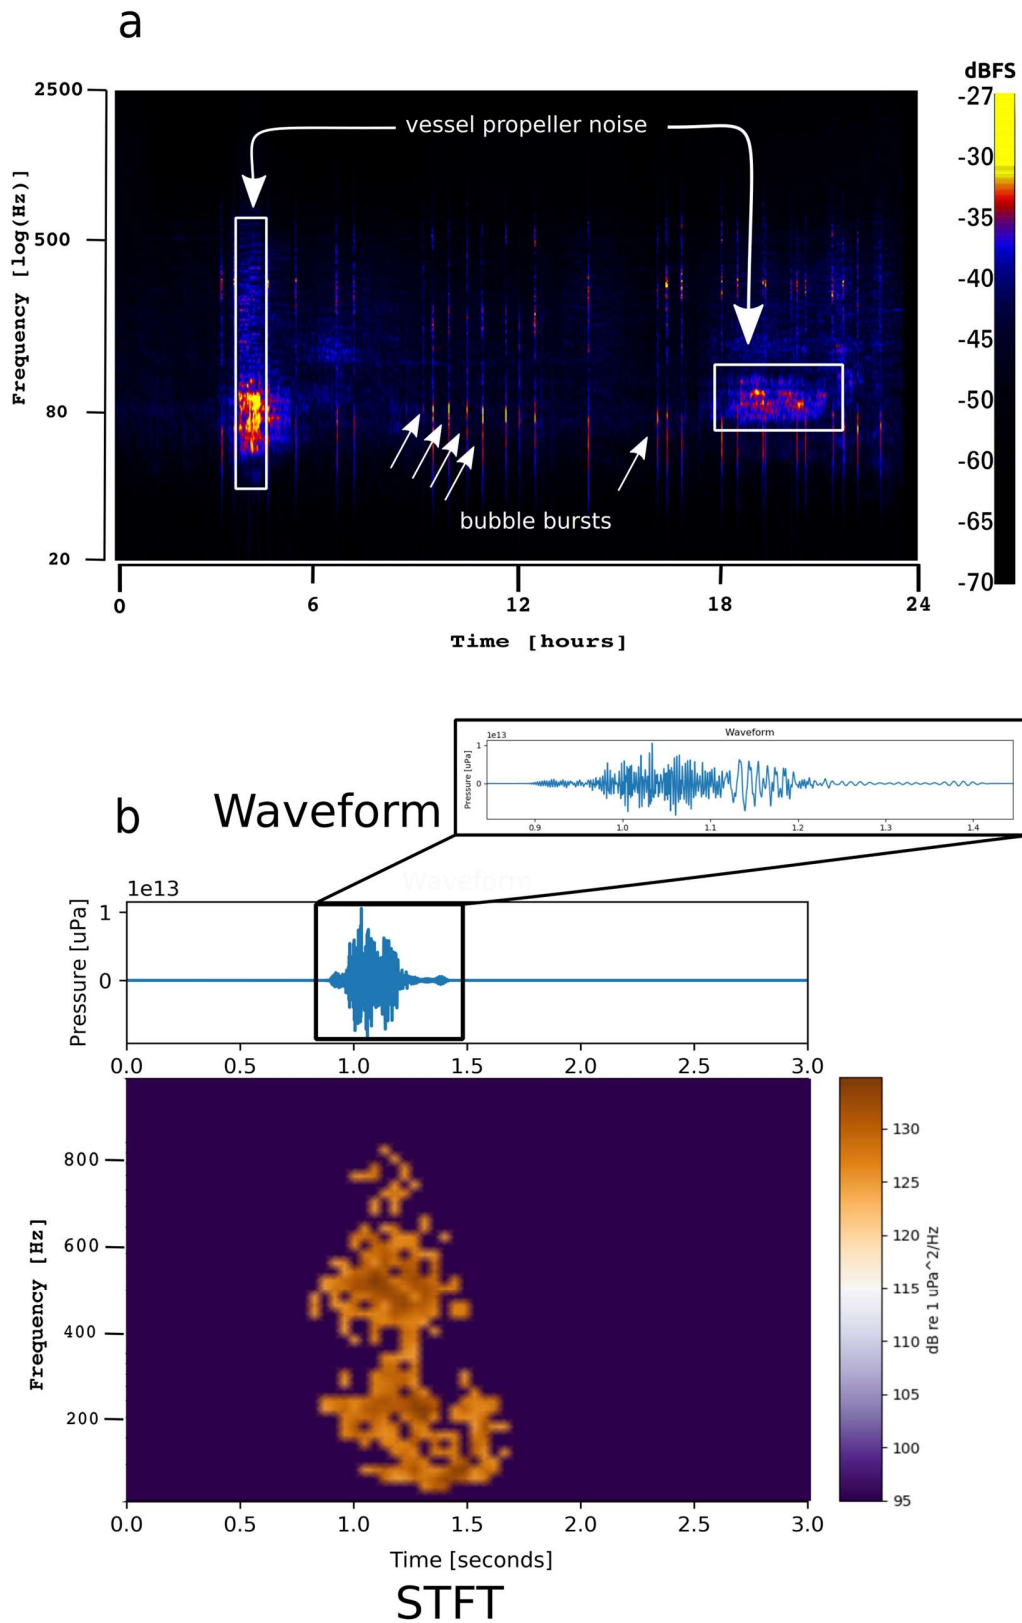 a
dBFS
2500
-27
vessel propeller noise
-30
-35
500
-40
Frequency [log(Hz)]
-45
-50
80
-55
-60
bubble bursts
-65
20
-70
0 6 12 18 24
Time [hours]
Waveform
1e13
1
Pressure [uPa]
0
0.9 1.0 1.1 1.2 1.3 1.4
b
Waveform
Waveform
1e13
1
Pressure [uPa]
0
0.0 0.5 1.0 1.5 2.0 2.5 3.0
130
800
125
Frequency [Hz]
600
120
115
dB re 1 uPa^2/Hz
400
110
105
200
100
95
0.0 0.5 1.0 1.5 2.0 2.5 3.0
Time [seconds]
STFT